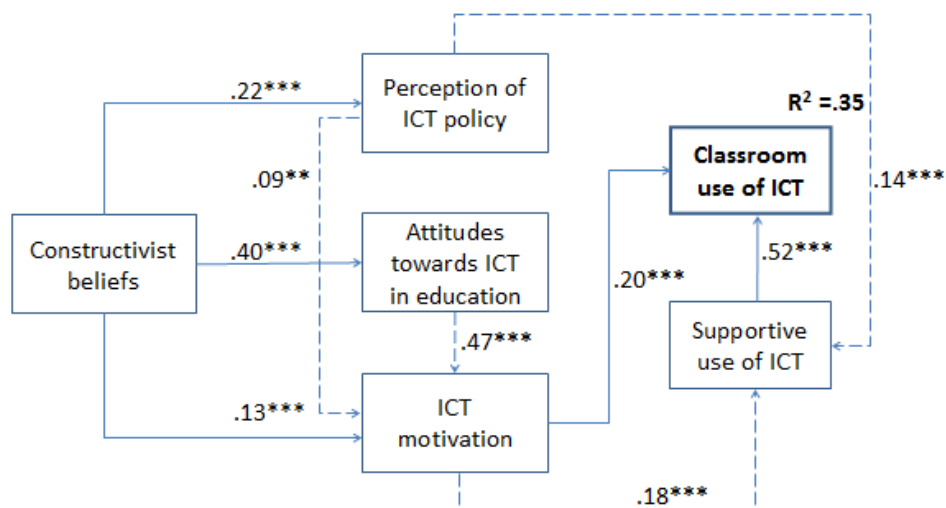 .22***
Perception of
ICT policy
R² =.35
Classroom
use of ICT
.14***
.09**
Constructivist
beliefs
.40***
Attitudes
towards ICT
in education
.20***
.52***
.47***
Supportive
use of ICT
.13***
ICT
motivation
.18***